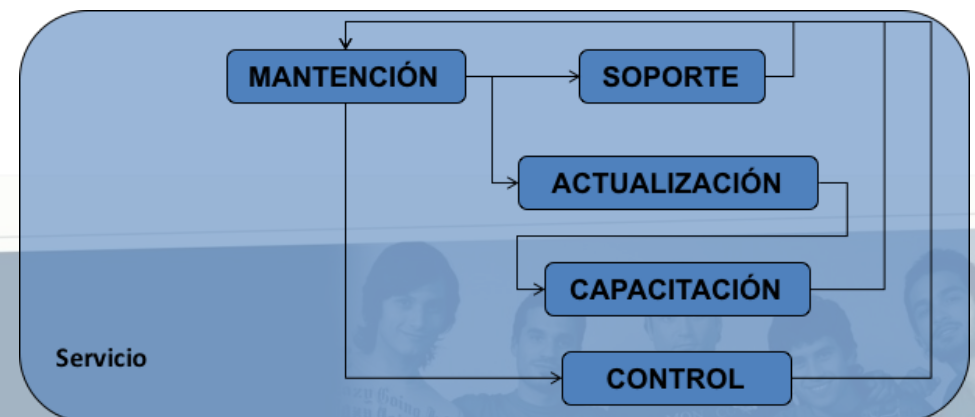 MANTENCIÓN
SOPORTE
ACTUALIZACIÓN
CAPACITACIÓN
CONTROL
Servicio